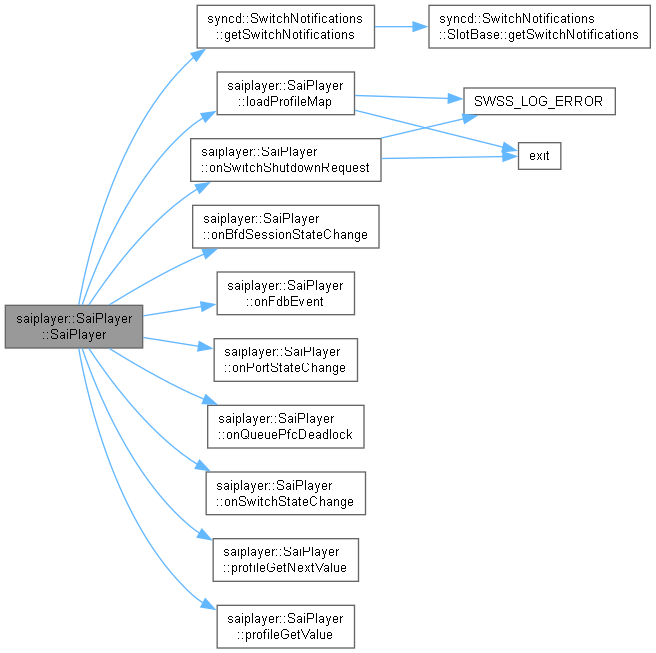 syncd::SwitchNotifications
::getSwitchNotifications
syncd::SwitchNotifications
::SlotBase::getSwitchNotifications
saiplayer::SaiPlayer
::loadProfileMap
SWSS_LOG_ERROR
saiplayer::SaiPlayer
::onSwitchShutdownRequest
exit
saiplayer::SaiPlayer
::onBfdSessionStateChange
saiplayer::SaiPlayer
::onFdbEvent
saiplayer::SaiPlayer
::SaiPlayer
saiplayer::SaiPlayer
::onPortStateChange
saiplayer::SaiPlayer
::onQueuePfcDeadlock
saiplayer::SaiPlayer
::onSwitchStateChange
saiplayer::SaiPlayer
::profileGetNextValue
saiplayer::SaiPlayer
::profileGetValue